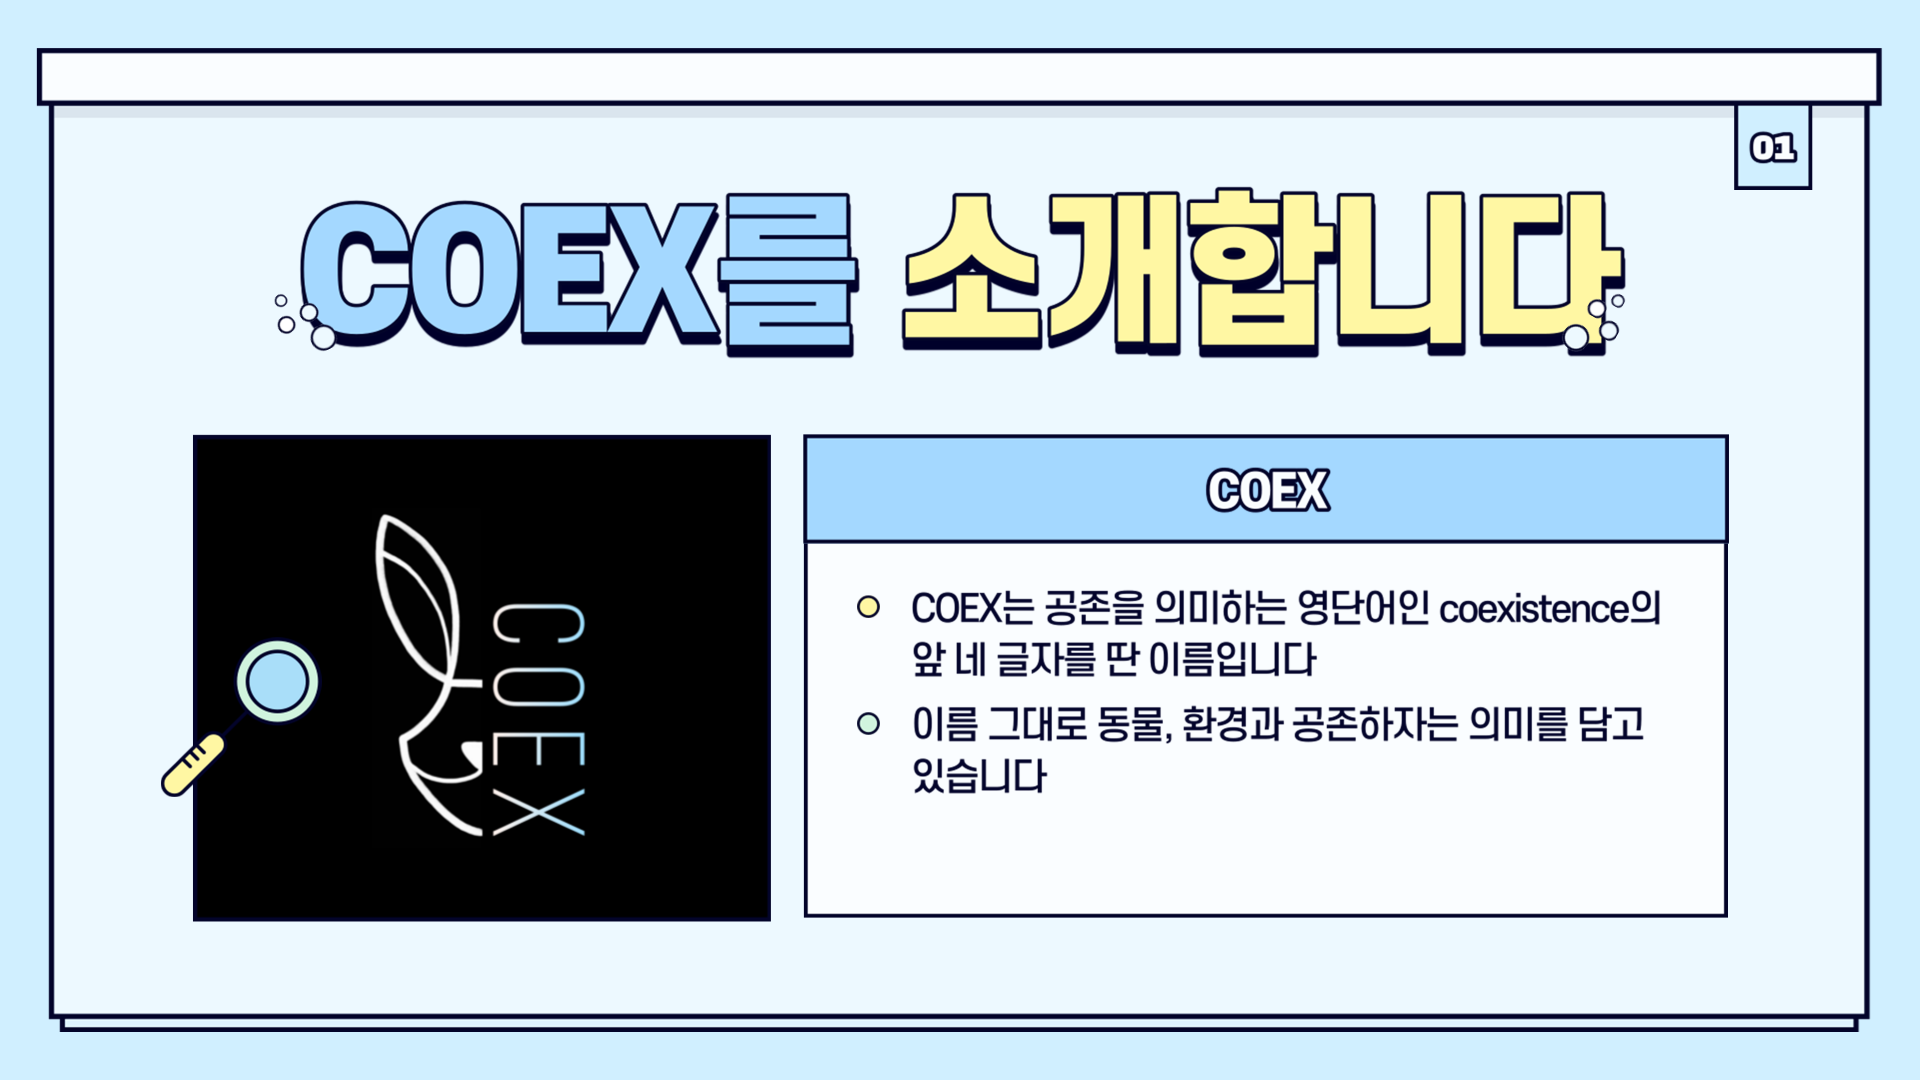 01
COEX를 소개합니다
COEX
COEX
COEX는 공존을 의미하는 영단어인 coexistence의
앞 네 글자를 딴 이름입니다
이름 그대로 동물, 환경과 공존하자는 의미를 담고
있습니다